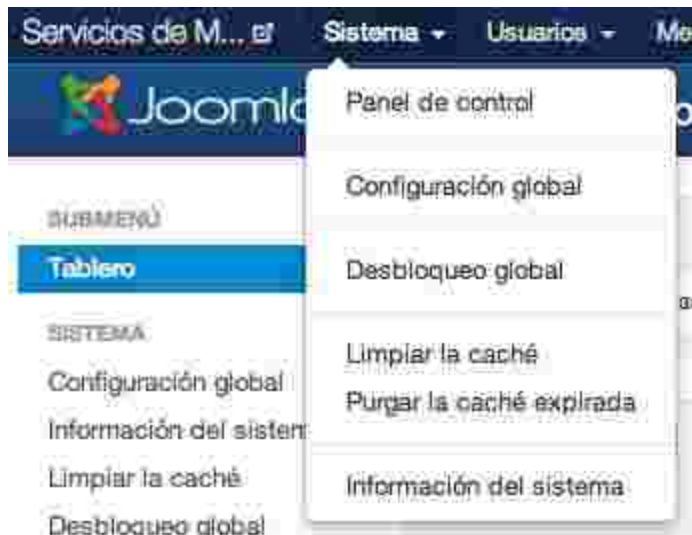 Servicios de M...
Sistema
Usuarios
Me
Joomla
Panel de control
Configuración global
Desbloqueo global
Limpiar la caché
Purgar la caché expirada
Información del sistema
SUBMENÚ
Tablero
SISTEMA
Configuración global
Información del sistem
Limpiar la caché
Desbloqueo global